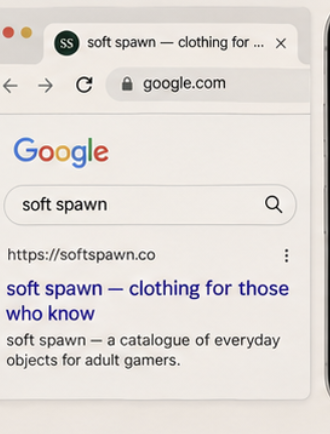 SS soft spawn — clothing for ...
google.com
Google
soft spawn
https://softspawn.co
soft spawn — clothing for those
who know
soft spawn — a catalogue of everyday
objects for adult gamers.